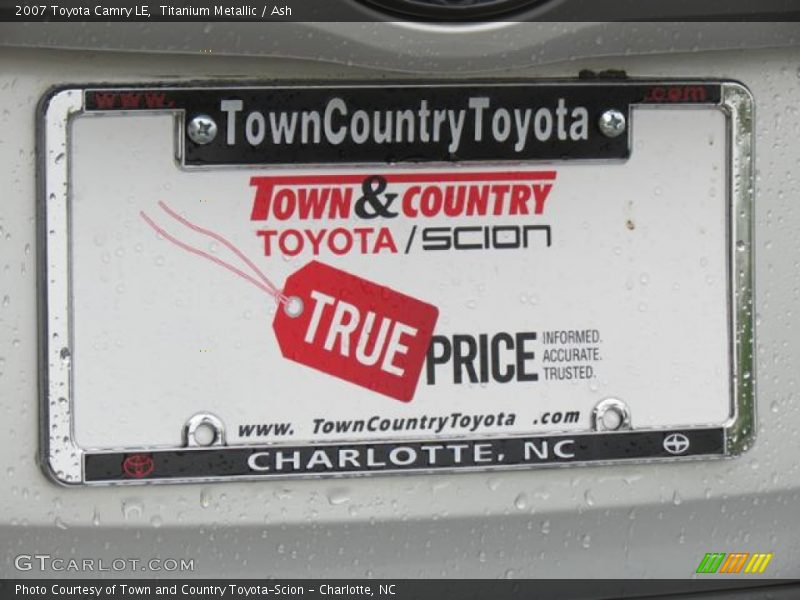 2007 Toyota Camry LE, Titanium Metallic / Ash
www. .com
TownCountryToyota
TOWN & COUNTRY
TOYOTA / SCION
TRUE
PRICE
INFORMED.
ACCURATE.
TRUSTED.
www. TownCountryToyota .com
CHARLOTTE, NC
GTCARLOT.COM
Photo Courtesy of Town and Country Toyota-Scion - Charlotte, NC